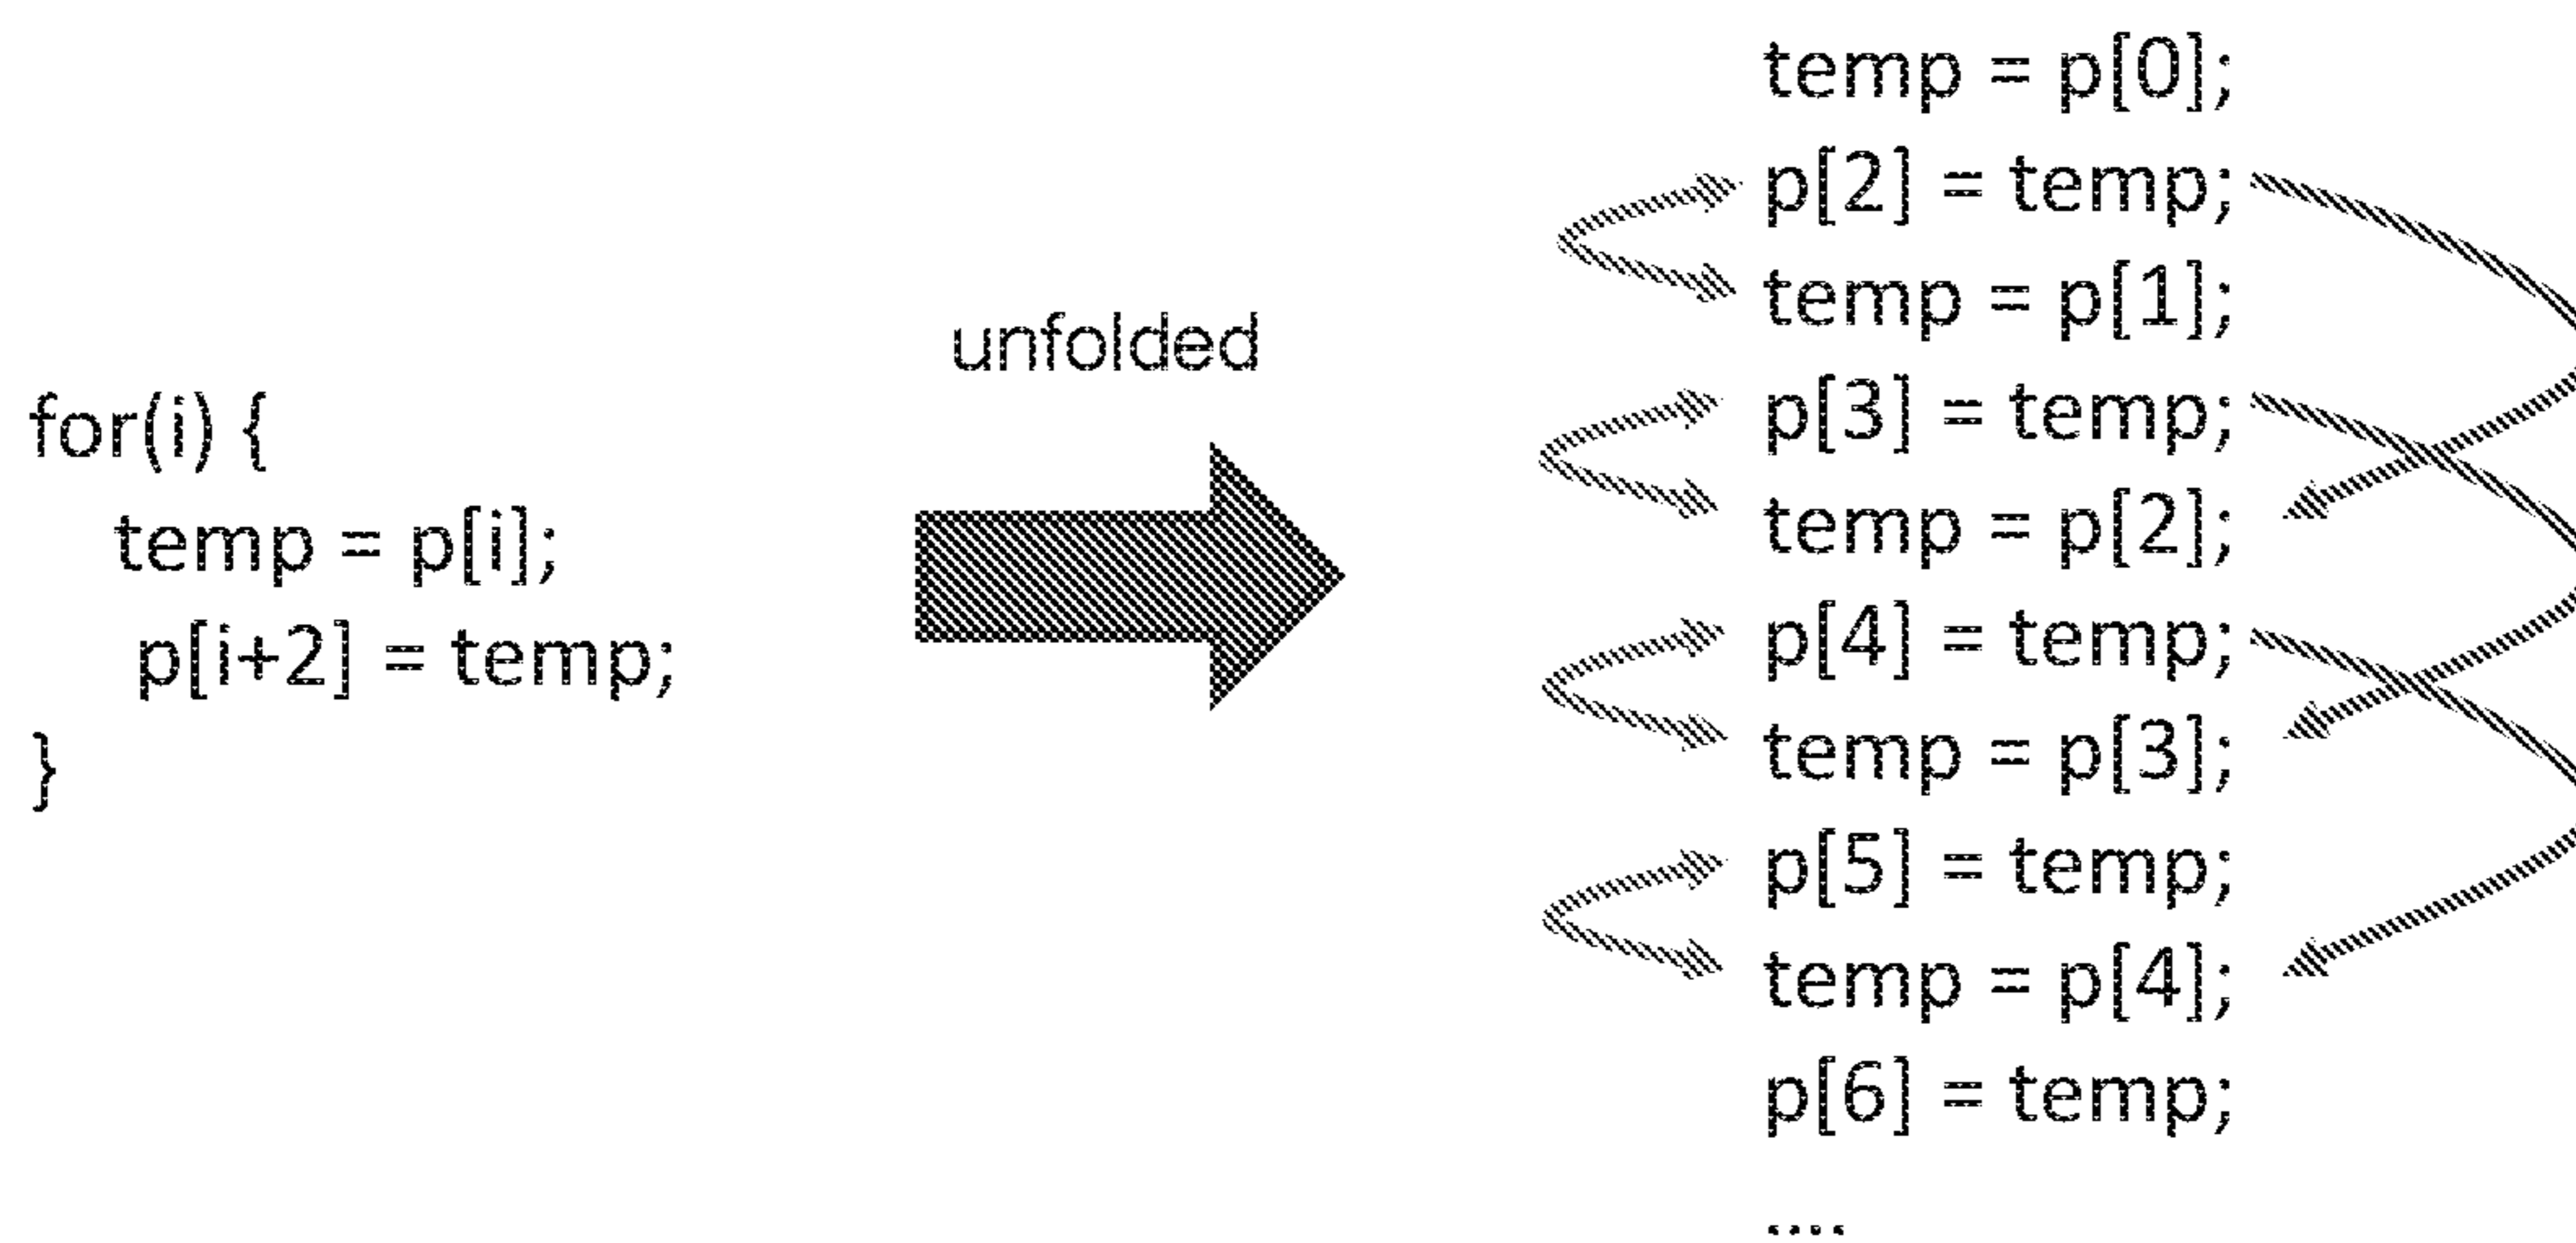 for(i) {
temp = p[i];
p[i+2] = temp;
}
unfolded
temp = p[0];
p[2] = temp;
temp = p[1];
p[3] = temp;
temp = p[2];
p[4] = temp;
temp = p[3];
p[5] = temp;
temp = p[4];
p[6] = temp;
....